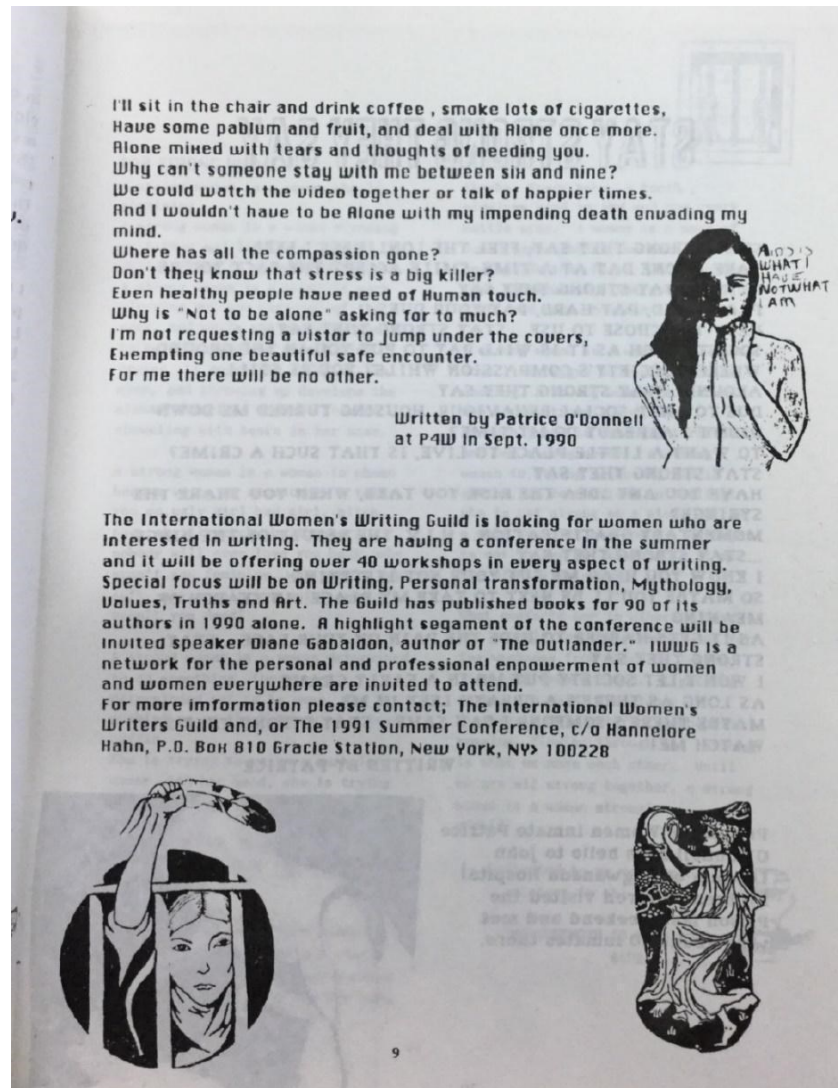 I'll sit in the chair and drink coffee , smoke lots of cigarettes,
Have some pablum and fruit, and deal with Alone once more.
Alone mixed with tears and thoughts of needing you.
Why can't someone stay with me between six and nine?
We could watch the video together or talk of happier times.
And I wouldn't have to be Alone with my impending death envading my
mind.
Where has all the compassion gone?
Don't they know that stress is a big killer?
Even healthy people have need of Human touch.
Why is "Not to be alone" asking for to much?
I'm not requesting a vistor to jump under the covers,
Exempting one beautiful safe encounter.
For me there will be no other.
AIDS IS
WHAT I
HAVE
NOT WHAT
I AM
Written by Patrice O'Donnell
at P4W in Sept. 1990
The International Women's Writing Guild is looking for women who are
interested in writing. They are having a conference in the summer
and it will be offering over 40 workshops in every aspect of writing.
Special focus will be on Writing, Personal transformation, Mythology,
Values, Truths and Art. The Guild has published books for 90 of its
authors in 1990 alone. A highlight segament of the conference will be
invited speaker Diane Gabaldon, author of "The Outlander." IWWG is a
network for the personal and professional enpowerment of women
and women everywhere are invited to attend.
For more imformation please contact; The International Women's
Writers Guild and, or The 1991 Summer Conference, c/o Hannelore
Hahn, P.O. Box 810 Gracie Station, New York, NY> 100228
9